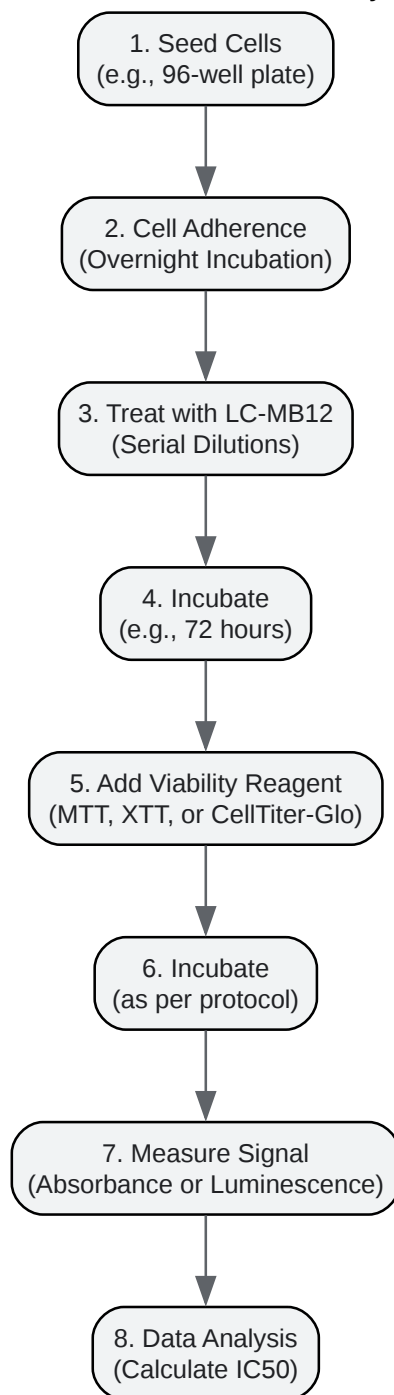 1. Seed Cells
(e.g., 96-well plate)
2. Cell Adherence
(Overnight Incubation)
3. Treat with LC-MB12
(Serial Dilutions)
4. Incubate
(e.g., 72 hours)
5. Add Viability Reagent
(MTT, XTT, or CellTiter-Glo)
6. Incubate
(as per protocol)
7. Measure Signal
(Absorbance or Luminescence)
8. Data Analysis
(Calculate IC50)